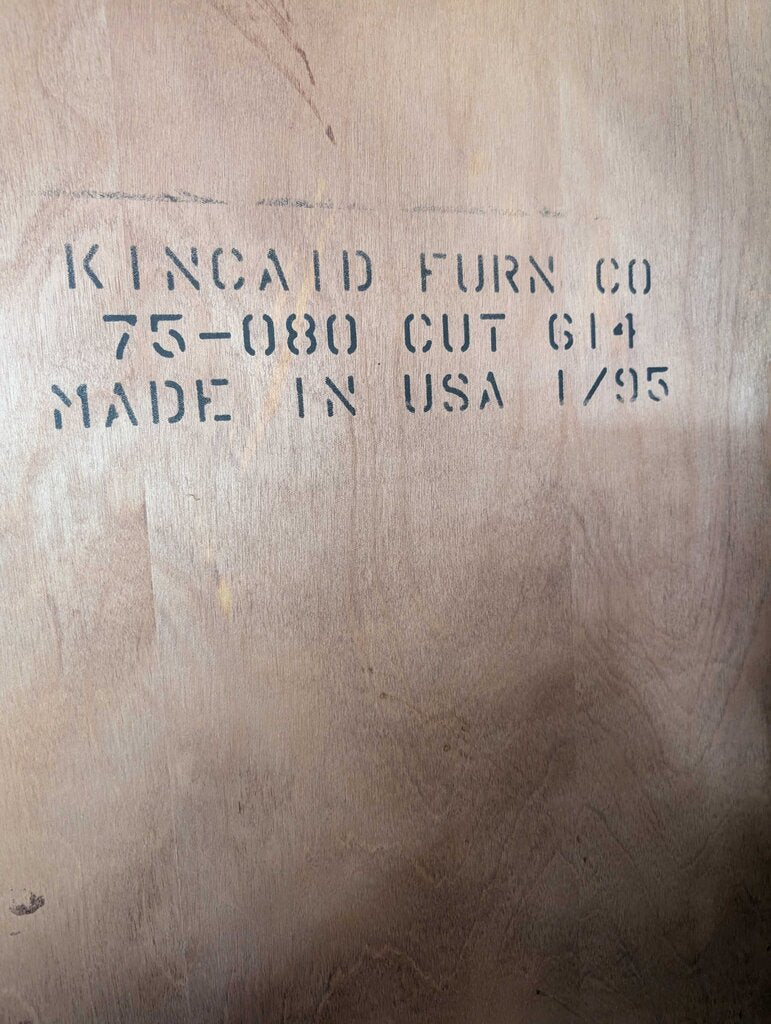 KINCAID FURN CO
75-080 CUT 614
MADE IN USA 1/95